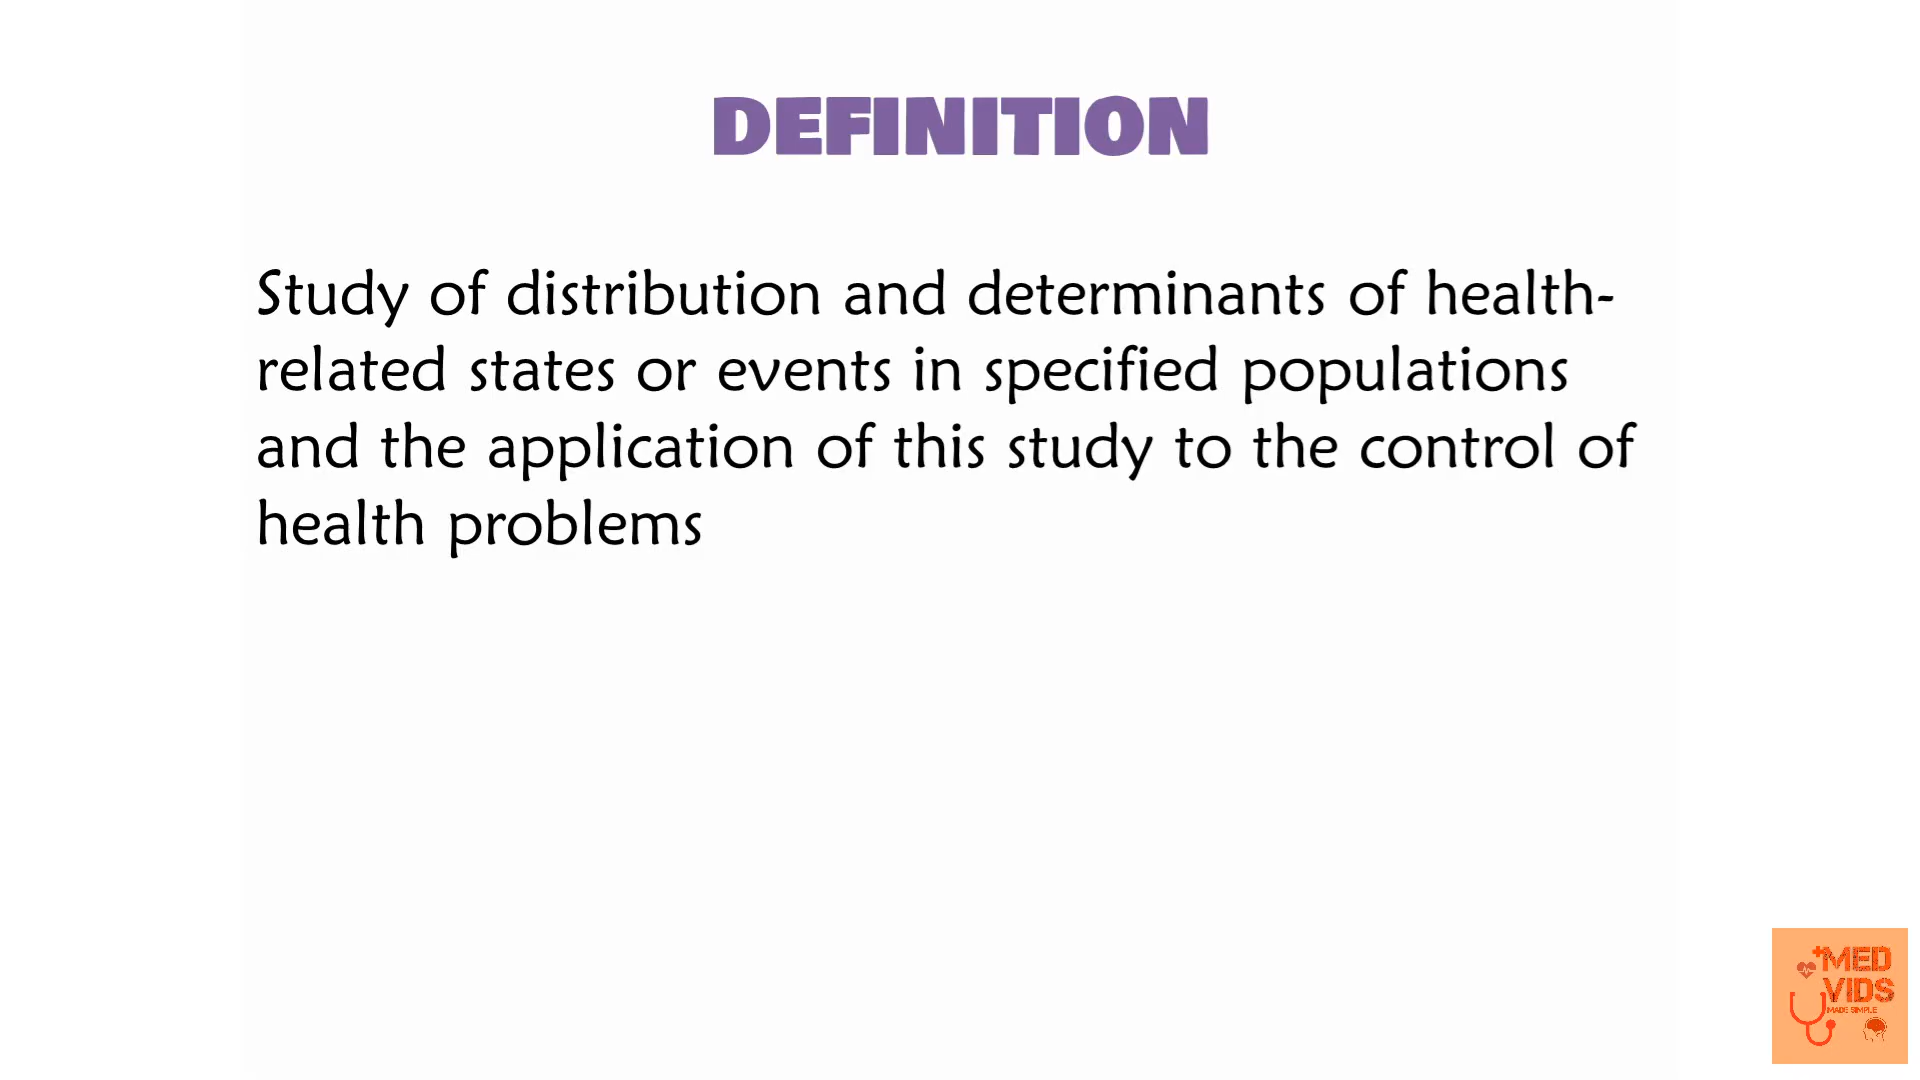 DEFINITION
Study of distribution and determinants of health-
related states or events in specified populations
and the application of this study to the control of
health problems
MED
VIDS
MADE SIMPLE